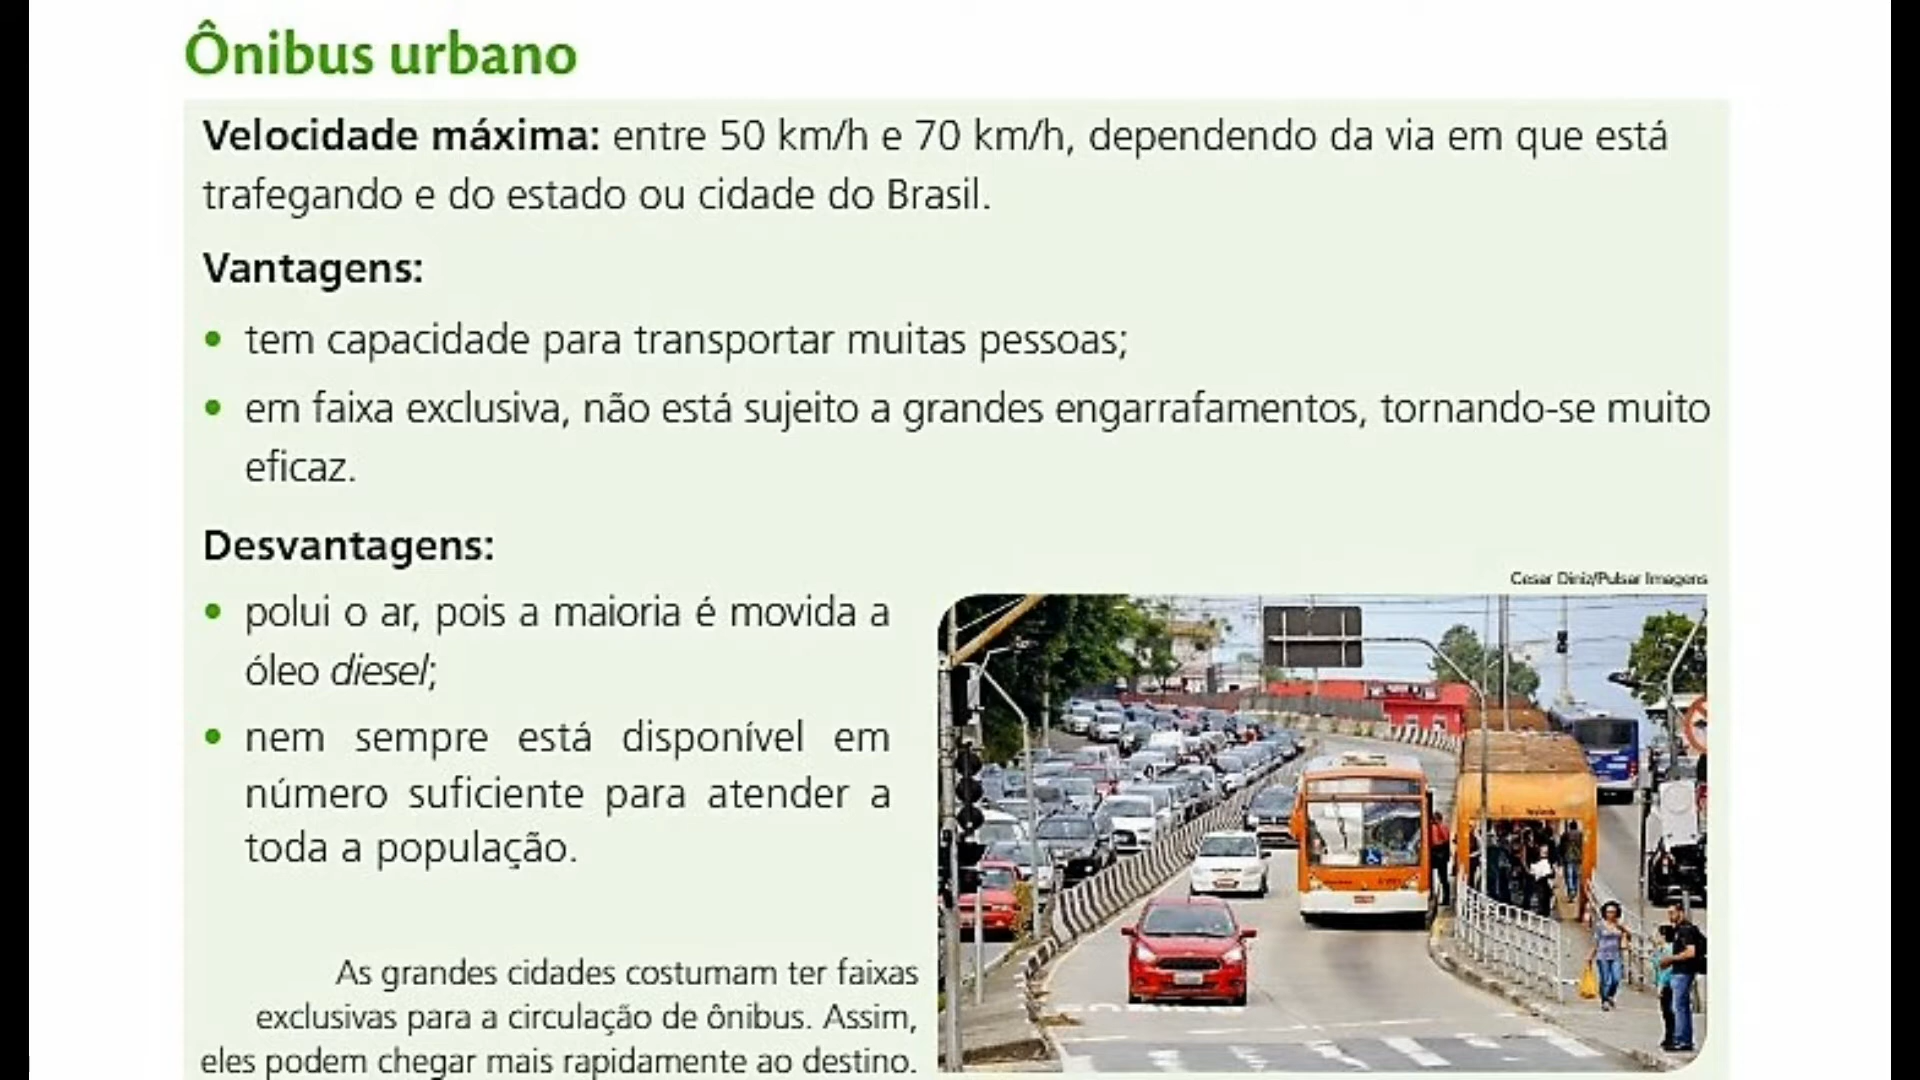 Ônibus urbano
Velocidade máxima: entre 50 km/h e 70 km/h, dependendo da via em que está
trafegando e do estado ou cidade do Brasil.
Vantagens:
• tem capacidade para transportar muitas pessoas;
• em faixa exclusiva, não está sujeito a grandes engarrafamentos, tornando-se muito
eficaz.
Desvantagens:
Cesar Diniz/Pulsar Imagens
• polui o ar, pois a maioria é movida a
óleo diesel;
• nem sempre está disponível em
número suficiente para atender a
toda a população.
As grandes cidades costumam ter faixas
exclusivas para a circulação de ônibus. Assim,
eles podem chegar mais rapidamente ao destino.